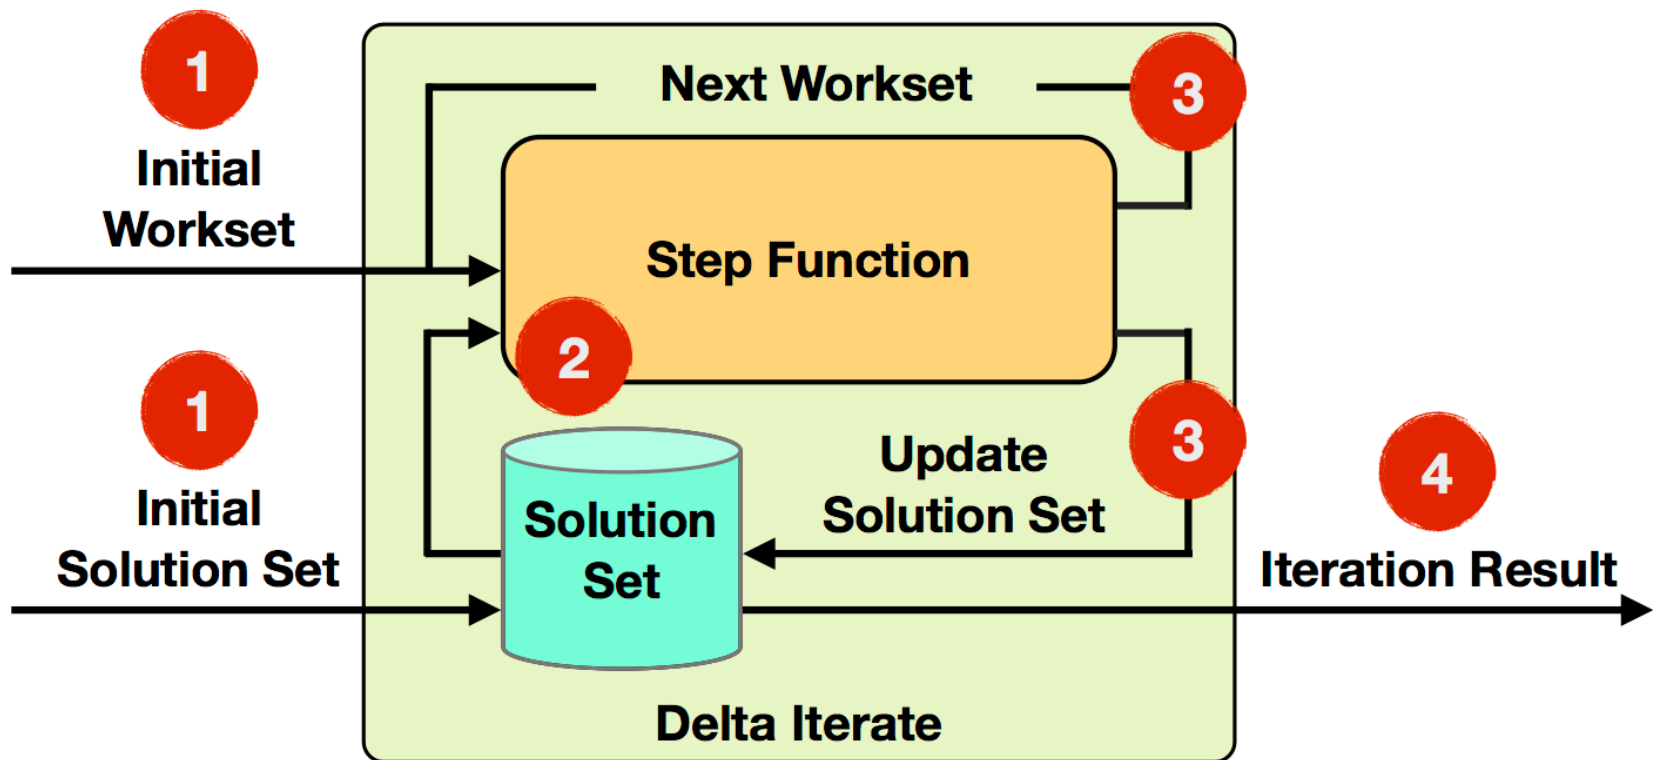 1
Initial
Workset
Next Workset
3
Step Function
2
1
Initial
Solution Set
Solution
Set
Update
Solution Set
3
4
Iteration Result
Delta Iterate